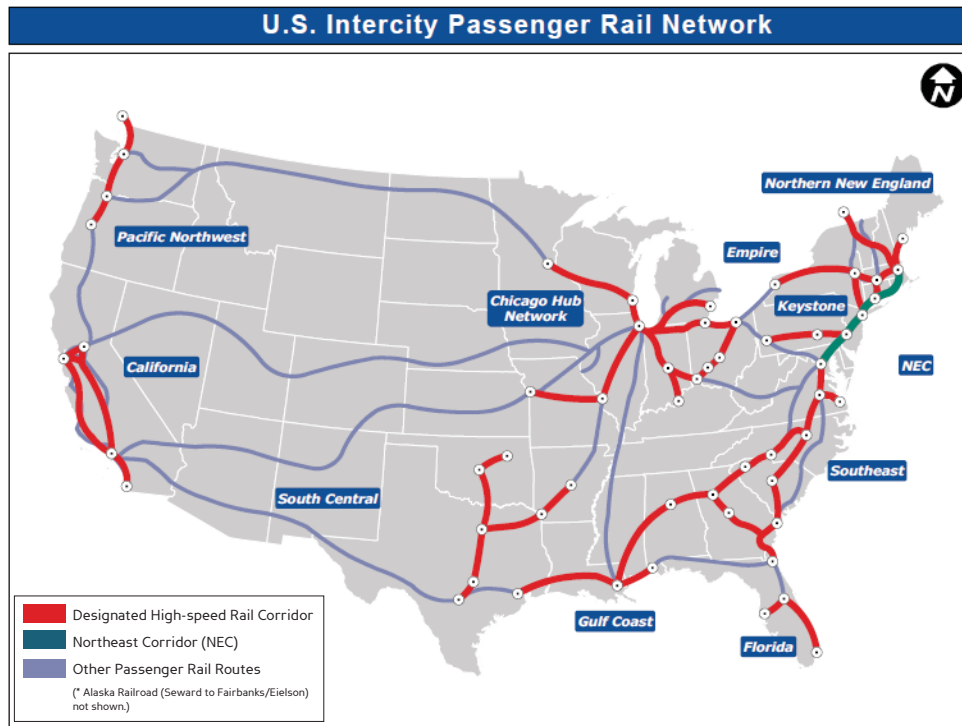 U.S. Intercity Passenger Rail Network
N
Northern New England
Pacific Northwest
Empire
Chicago Hub
Network
Keystone
California
NEC
Southeast
South Central
Gulf Coast
Florida
Designated High-speed Rail Corridor
Northeast Corridor (NEC)
Other Passenger Rail Routes
(* Alaska Railroad (Seward to Fairbanks/Eielson)
not shown.)